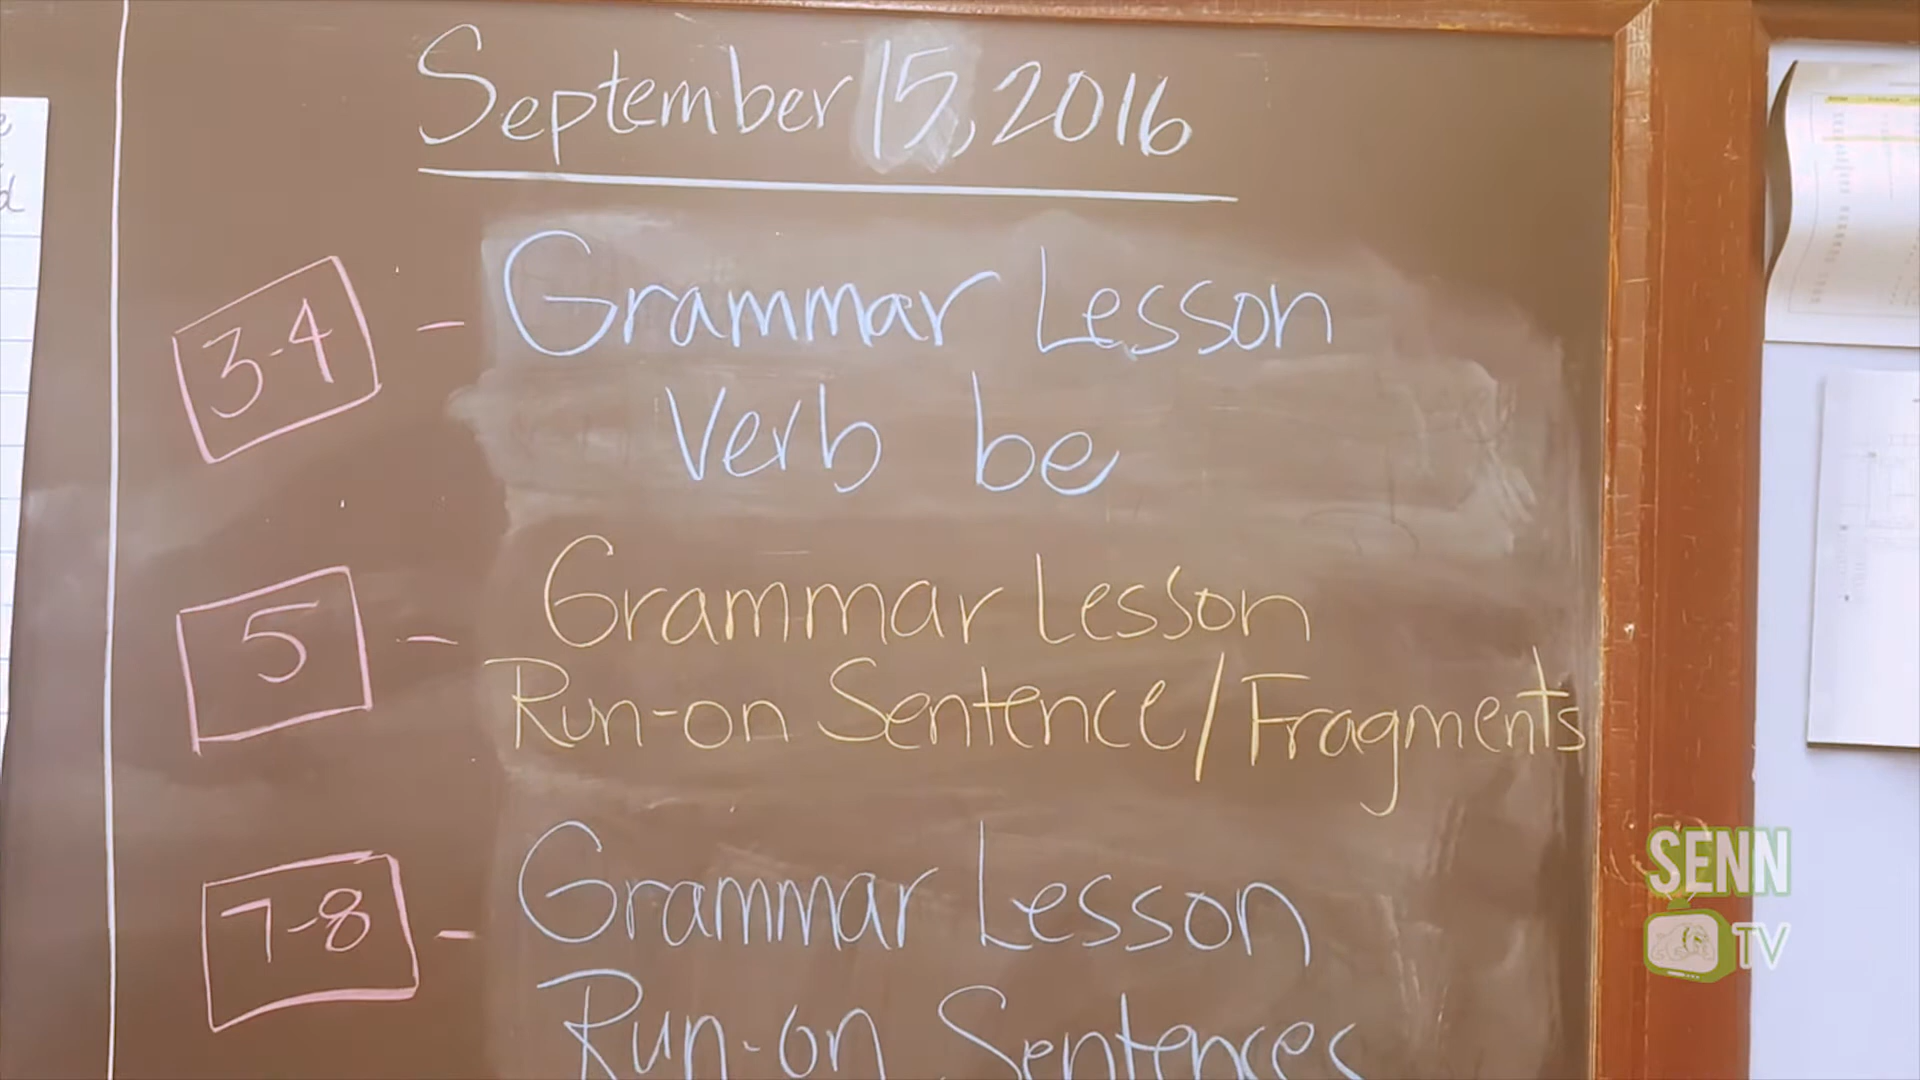 September 15, 2016
3-4 - Grammar Lesson
Verb be
5 - Grammar Lesson
Run-on Sentence/Fragments
7-8 - Grammar Lesson
Run-on Sentences
SENN
TV